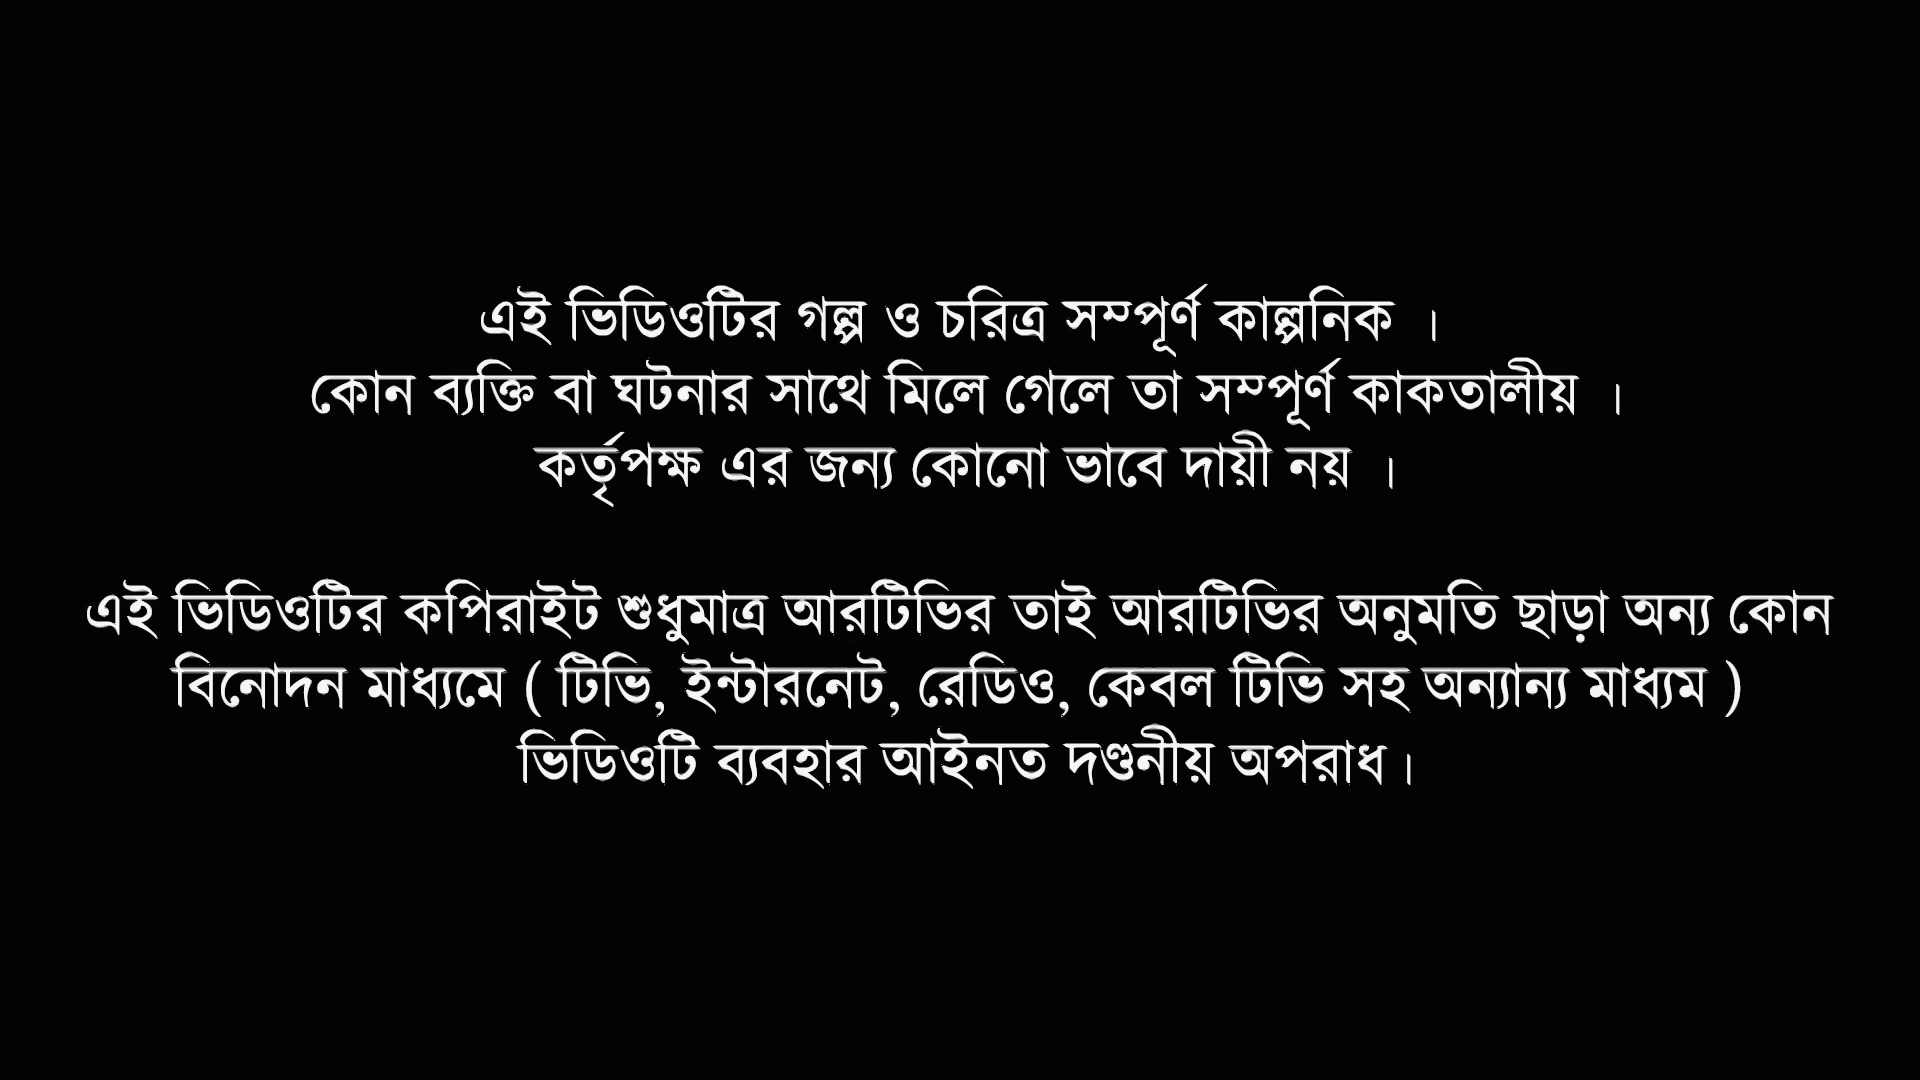 এই ভিডিওটির গল্প ও চরিত্র সম্পূর্ণ কাল্পনিক ।
কোন ব্যক্তি বা ঘটনার সাথে মিলে গেলে তা সম্পূর্ণ কাকতালীয় ।
কর্তৃপক্ষ এর জন্য কোনো ভাবে দায়ী নয় ।
এই ভিডিওটির কপিরাইট শুধুমাত্র আরটিভির তাই আরটিভির অনুমতি ছাড়া অন্য কোন
বিনোদন মাধ্যমে ( টিভি, ইন্টারনেট, রেডিও, কেবল টিভি সহ অন্যান্য মাধ্যম )
ভিডিওটি ব্যবহার আইনত দণ্ডনীয় অপরাধ।